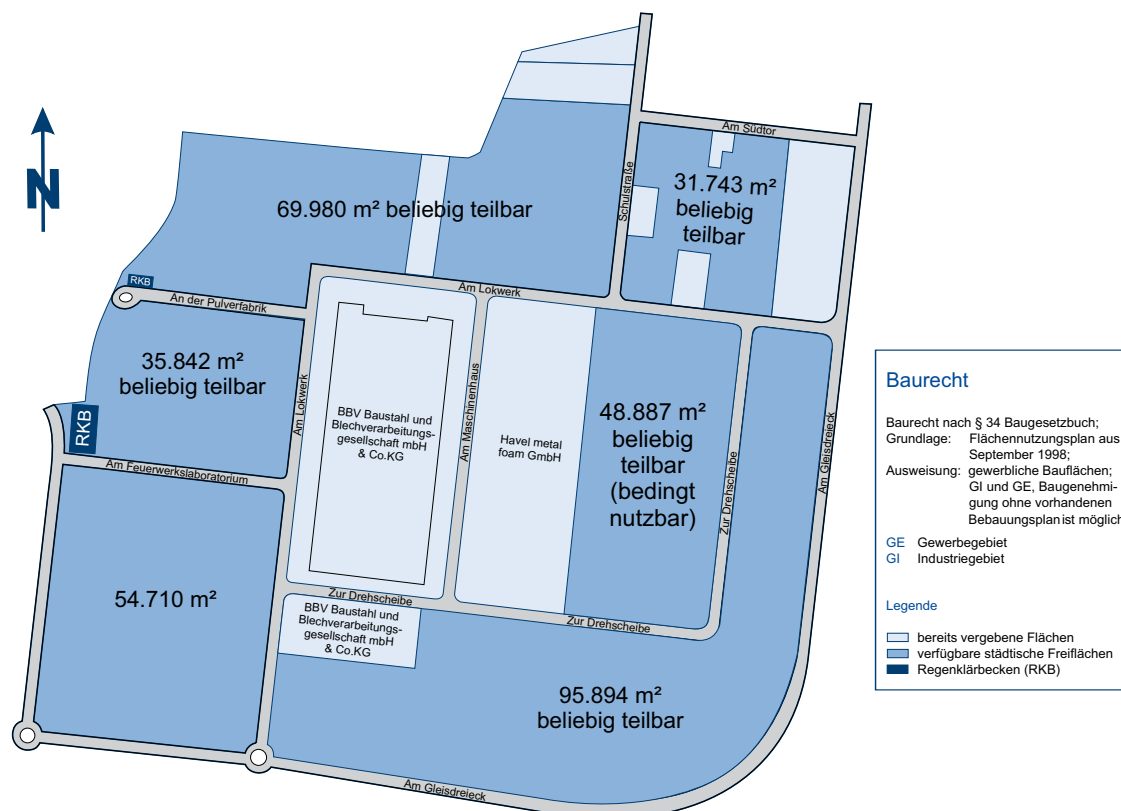 N
Am Südtor
Schulstraße
31.743 m²
beliebig
teilbar
69.980 m² beliebig teilbar
RKB
An der Pulverfabrik
Am Lokwerk
35.842 m²
beliebig teilbar
RKB
Am Lokwerk
Am Feuerwerkslaboratorium
BBV Baustahl und
Blechverarbeitungs-
gesellschaft mbH
& Co.KG
Am Maschinenhaus
Havel metal
foam GmbH
48.887 m²
beliebig
teilbar
(bedingt
nutzbar)
Zur Drehscheibe
Am Gleisdreieck
54.710 m²
Zur Drehscheibe
BBV Baustahl und
Blechverarbeitungs-
gesellschaft mbH
& Co.KG
Zur Drehscheibe
95.894 m²
beliebig teilbar
Am Gleisdreieck
Baurecht
Baurecht nach § 34 Baugesetzbuch;
Grundlage: Flächennutzungsplan aus
September 1998;
Ausweisung: gewerbliche Bauflächen;
GI und GE, Baugenehmi-
gung ohne vorhandenen
Bebauungsplan ist möglich
GE Gewerbegebiet
GI Industriegebiet
Legende
bereits vergebene Flächen
verfügbare städtische Freiflächen
Regenklärbecken (RKB)